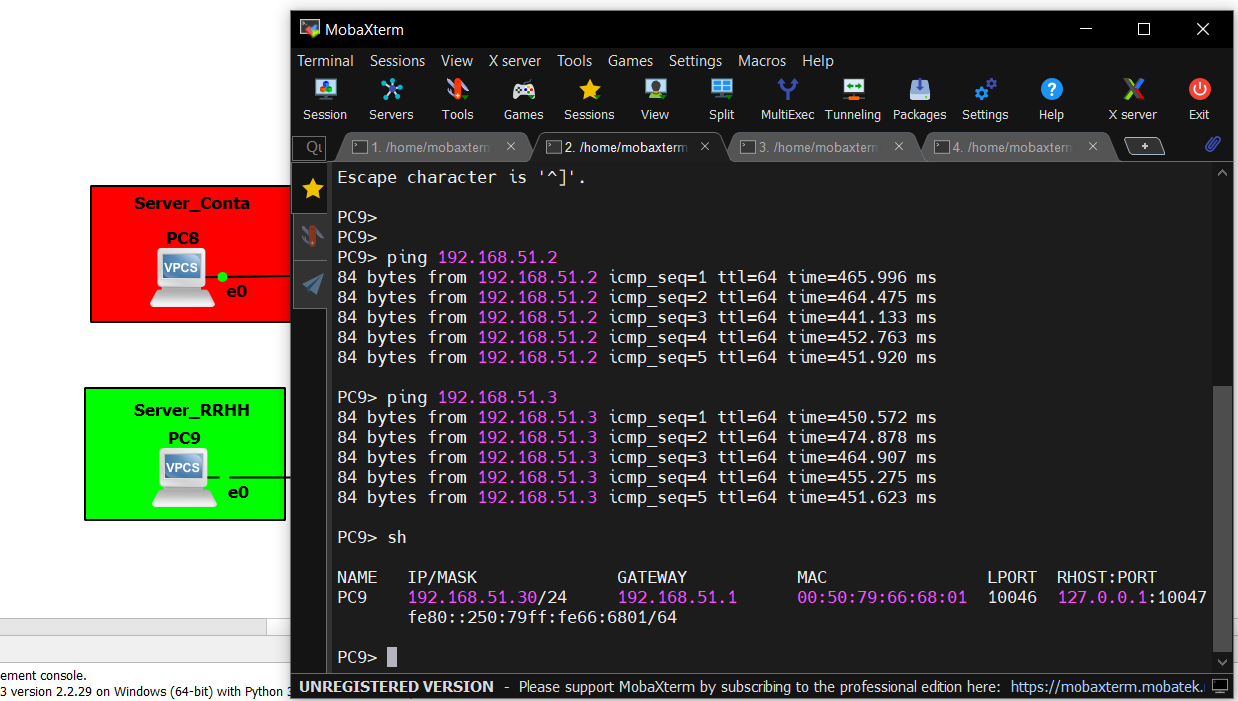 MobaXterm
Terminal Sessions View X server Tools Games Settings Macros Help
Session Servers Tools Games Sessions View Split MultiExec Tunneling Packages Settings Help X server Exit
Qu 1. /home/mobaxterm 2. /home/mobaxterm 3. /home/mobaxterm 4. /home/mobaxterm
Server_Conta
PC8
VPCS
e0
Server_RRHH
PC9
VPCS
e0
Escape character is '^]'.
PC9>
PC9>
PC9> ping 192.168.51.2
84 bytes from 192.168.51.2 icmp_seq=1 ttl=64 time=465.996 ms
84 bytes from 192.168.51.2 icmp_seq=2 ttl=64 time=464.475 ms
84 bytes from 192.168.51.2 icmp_seq=3 ttl=64 time=441.133 ms
84 bytes from 192.168.51.2 icmp_seq=4 ttl=64 time=452.763 ms
84 bytes from 192.168.51.2 icmp_seq=5 ttl=64 time=451.920 ms
PC9> ping 192.168.51.3
84 bytes from 192.168.51.3 icmp_seq=1 ttl=64 time=450.572 ms
84 bytes from 192.168.51.3 icmp_seq=2 ttl=64 time=474.878 ms
84 bytes from 192.168.51.3 icmp_seq=3 ttl=64 time=464.907 ms
84 bytes from 192.168.51.3 icmp_seq=4 ttl=64 time=455.275 ms
84 bytes from 192.168.51.3 icmp_seq=5 ttl=64 time=451.623 ms
PC9> sh
NAME IP/MASK GATEWAY MAC LPORT RHOST:PORT
PC9 192.168.51.30/24 192.168.51.1 00:50:79:66:68:01 10046 127.0.0.1:10047
fe80::250:79ff:fe66:6801/64
PC9>
ement console.
3 version 2.2.29 on Windows (64-bit) with Python 3
UNREGISTERED VERSION - Please support MobaXterm by subscribing to the professional edition here: https://mobaxterm.mobatek.